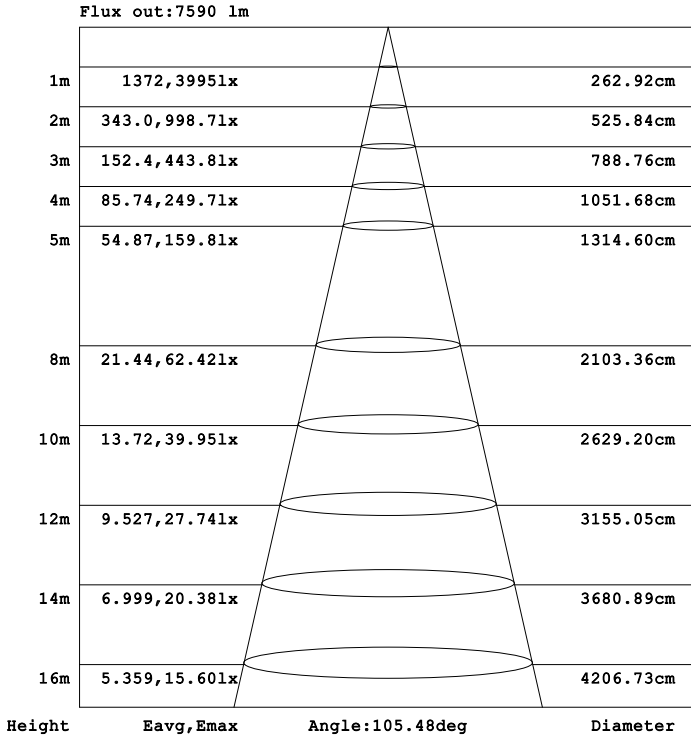 Flux out:7590 lm
1m 1372,3995lx 262.92cm
2m 343.0,998.7lx 525.84cm
3m 152.4,443.8lx 788.76cm
4m 85.74,249.7lx 1051.68cm
5m 54.87,159.8lx 1314.60cm
8m 21.44,62.42lx 2103.36cm
10m 13.72,39.95lx 2629.20cm
12m 9.527,27.74lx 3155.05cm
14m 6.999,20.38lx 3680.89cm
16m 5.359,15.60lx 4206.73cm
Height Eavg,Emax Angle:105.48deg Diameter